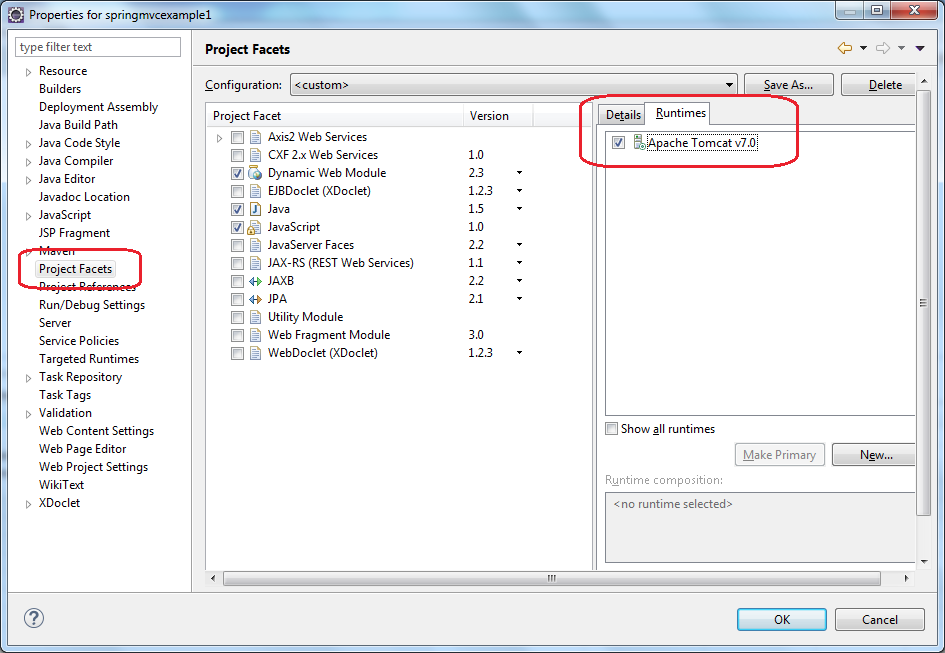 Properties for springmvcexample1
type filter text
Resource
Builders
Deployment Assembly
Java Build Path
Java Code Style
Java Compiler
Java Editor
Javadoc Location
JavaScript
JSP Fragment
Maven
Project Facets
Project References
Run/Debug Settings
Server
Service Policies
Targeted Runtimes
Task Repository
Task Tags
Validation
Web Content Settings
Web Page Editor
Web Project Settings
WikiText
XDoclet
Project Facets
Configuration: <custom> Save As... Delete
Project Facet Version
Axis2 Web Services
CXF 2.x Web Services 1.0
Dynamic Web Module 2.3
EJBDoclet (XDoclet) 1.2.3
Java 1.5
JavaScript 1.0
JavaServer Faces 2.2
JAX-RS (REST Web Services) 1.1
JAXB 2.2
JPA 2.1
Utility Module
Web Fragment Module 3.0
WebDoclet (XDoclet) 1.2.3
Details Runtimes
Apache Tomcat v7.0
Show all runtimes
Make Primary New...
Runtime composition:
<no runtime selected>
OK Cancel